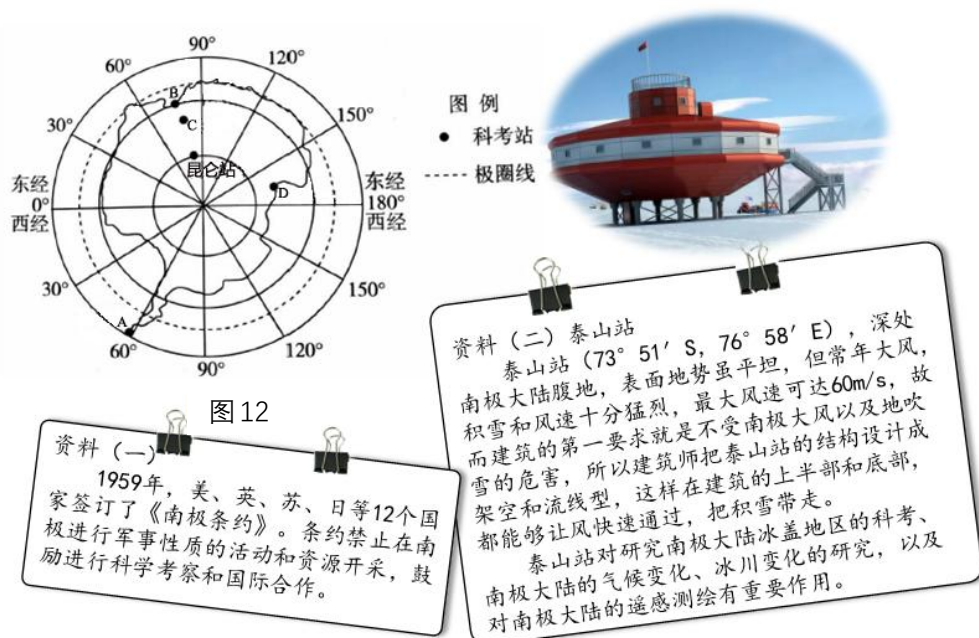 90°
60°
120°
B
30°
150°
C
昆仑站
D
东经
0°
西经
东经
180°
西经
30°
150°
A
60°
120°
90°
图 例
科考站
极圈线
图12
资料（一）
1959年，美、英、苏、日等12个国
家签订了《南极条约》。条约禁止在南
极进行军事性质的活动和资源开采，鼓
励进行科学考察和国际合作。
资料（二）泰山站
泰山站（73°51′S，76°58′E），深处
南极大陆腹地，表面地势虽平坦，但常年大风，
积雪和风速十分猛烈，最大风速可达60m/s，故
而建筑的第一要求就是不受南极大风以及地吹
雪的危害，所以建筑师把泰山站的结构设计成
架空和流线型，这样在建筑的上半部和底部，
都能够让风快速通过，把积雪带走。
泰山站对研究南极大陆冰盖地区的科考、
南极大陆的气候变化、冰川变化的研究，以及
对南极大陆的遥感测绘有重要作用。